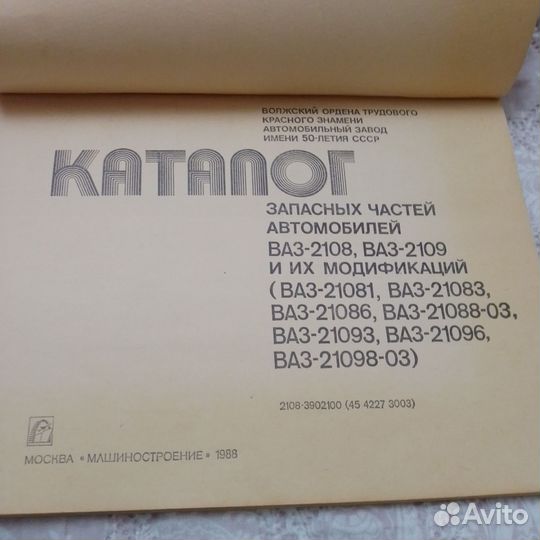 ВОЛЖСКИЙ ОРДЕНА ТРУДОВОГО
КРАСНОГО ЗНАМЕНИ
АВТОМОБИЛЬНЫЙ ЗАВОД
ИМЕНИ 50-ЛЕТИЯ СССР
КАТАЛОГ
ЗАПАСНЫХ ЧАСТЕЙ
АВТОМОБИЛЕЙ
ВАЗ-2108, ВАЗ-2109
И ИХ МОДИФИКАЦИЙ
(ВАЗ-21081, ВАЗ-21083,
ВАЗ-21086, ВАЗ-21088-03,
ВАЗ-21093, ВАЗ-21096,
ВАЗ-21098-03)
2108-3902100 (45 4227 3003)
МОСКВА «МАШИНОСТРОЕНИЕ» 1988
Avito